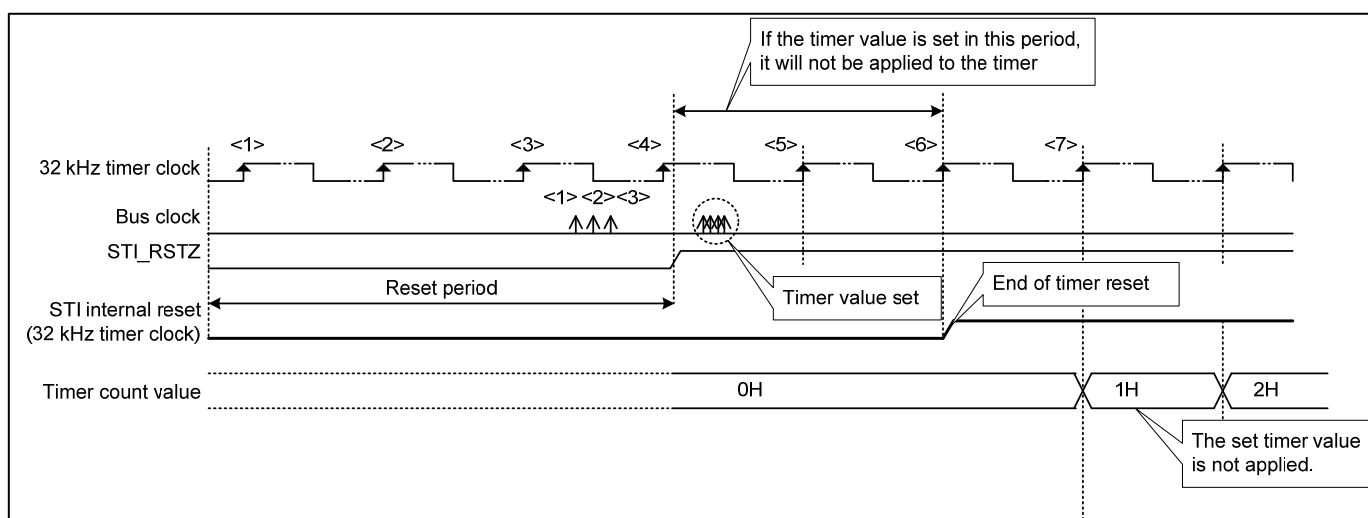 If the timer value is set in this period,
it will not be applied to the timer
<1> <2> <3> <4> <5> <6> <7>
32 kHz timer clock
<1> <2> <3>
Bus clock
STI_RSTZ
Reset period
Timer value set
End of timer reset
STI internal reset
(32 kHz timer clock)
Timer count value
0H 1H 2H
The set timer value
is not applied.